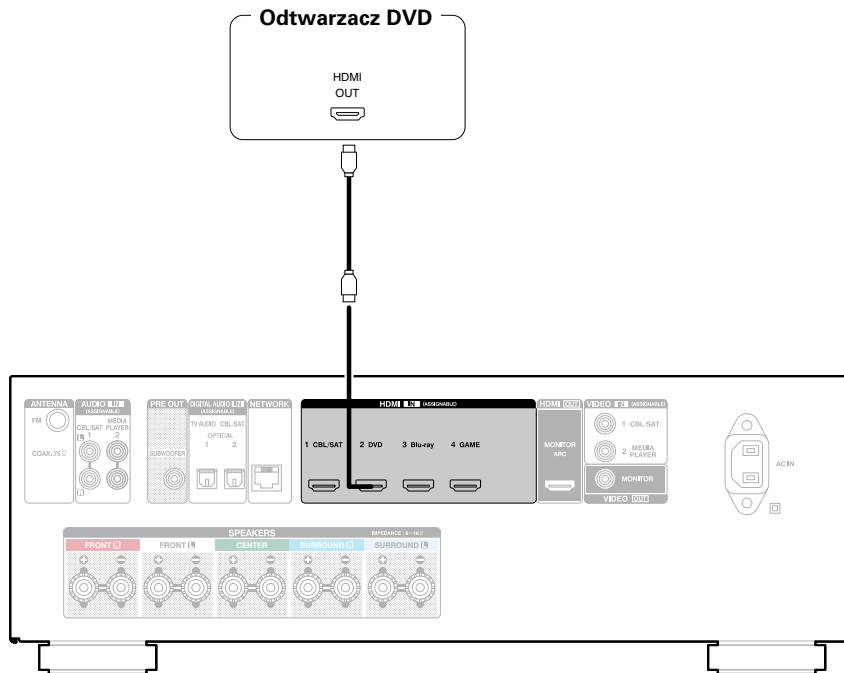 Odtwarzacz DVD
HDMI
OUT
ANTENNA
FM
COAX. 75Ω
AUDIO IN
(ASSIGNABLE)
CBL/SAT
1
MEDIA
PLAYER
2
L
R
PRE OUT
SUBWOOFER
DIGITAL AUDIO IN
(ASSIGNABLE)
TV AUDIO CBL/SAT
OPTICAL
1 2
NETWORK
HDMI IN (ASSIGNABLE)
1 CBL/SAT 2 DVD 3 Blu-ray 4 GAME
HDMI OUT
MONITOR
ARC
VIDEO IN (ASSIGNABLE)
1 CBL/SAT
2 MEDIA
PLAYER
MONITOR
VIDEO OUT
AC IN
SPEAKERS
IMPEDANCE : 6~16Ω
FRONT R FRONT L CENTER SURROUND R SURROUND L